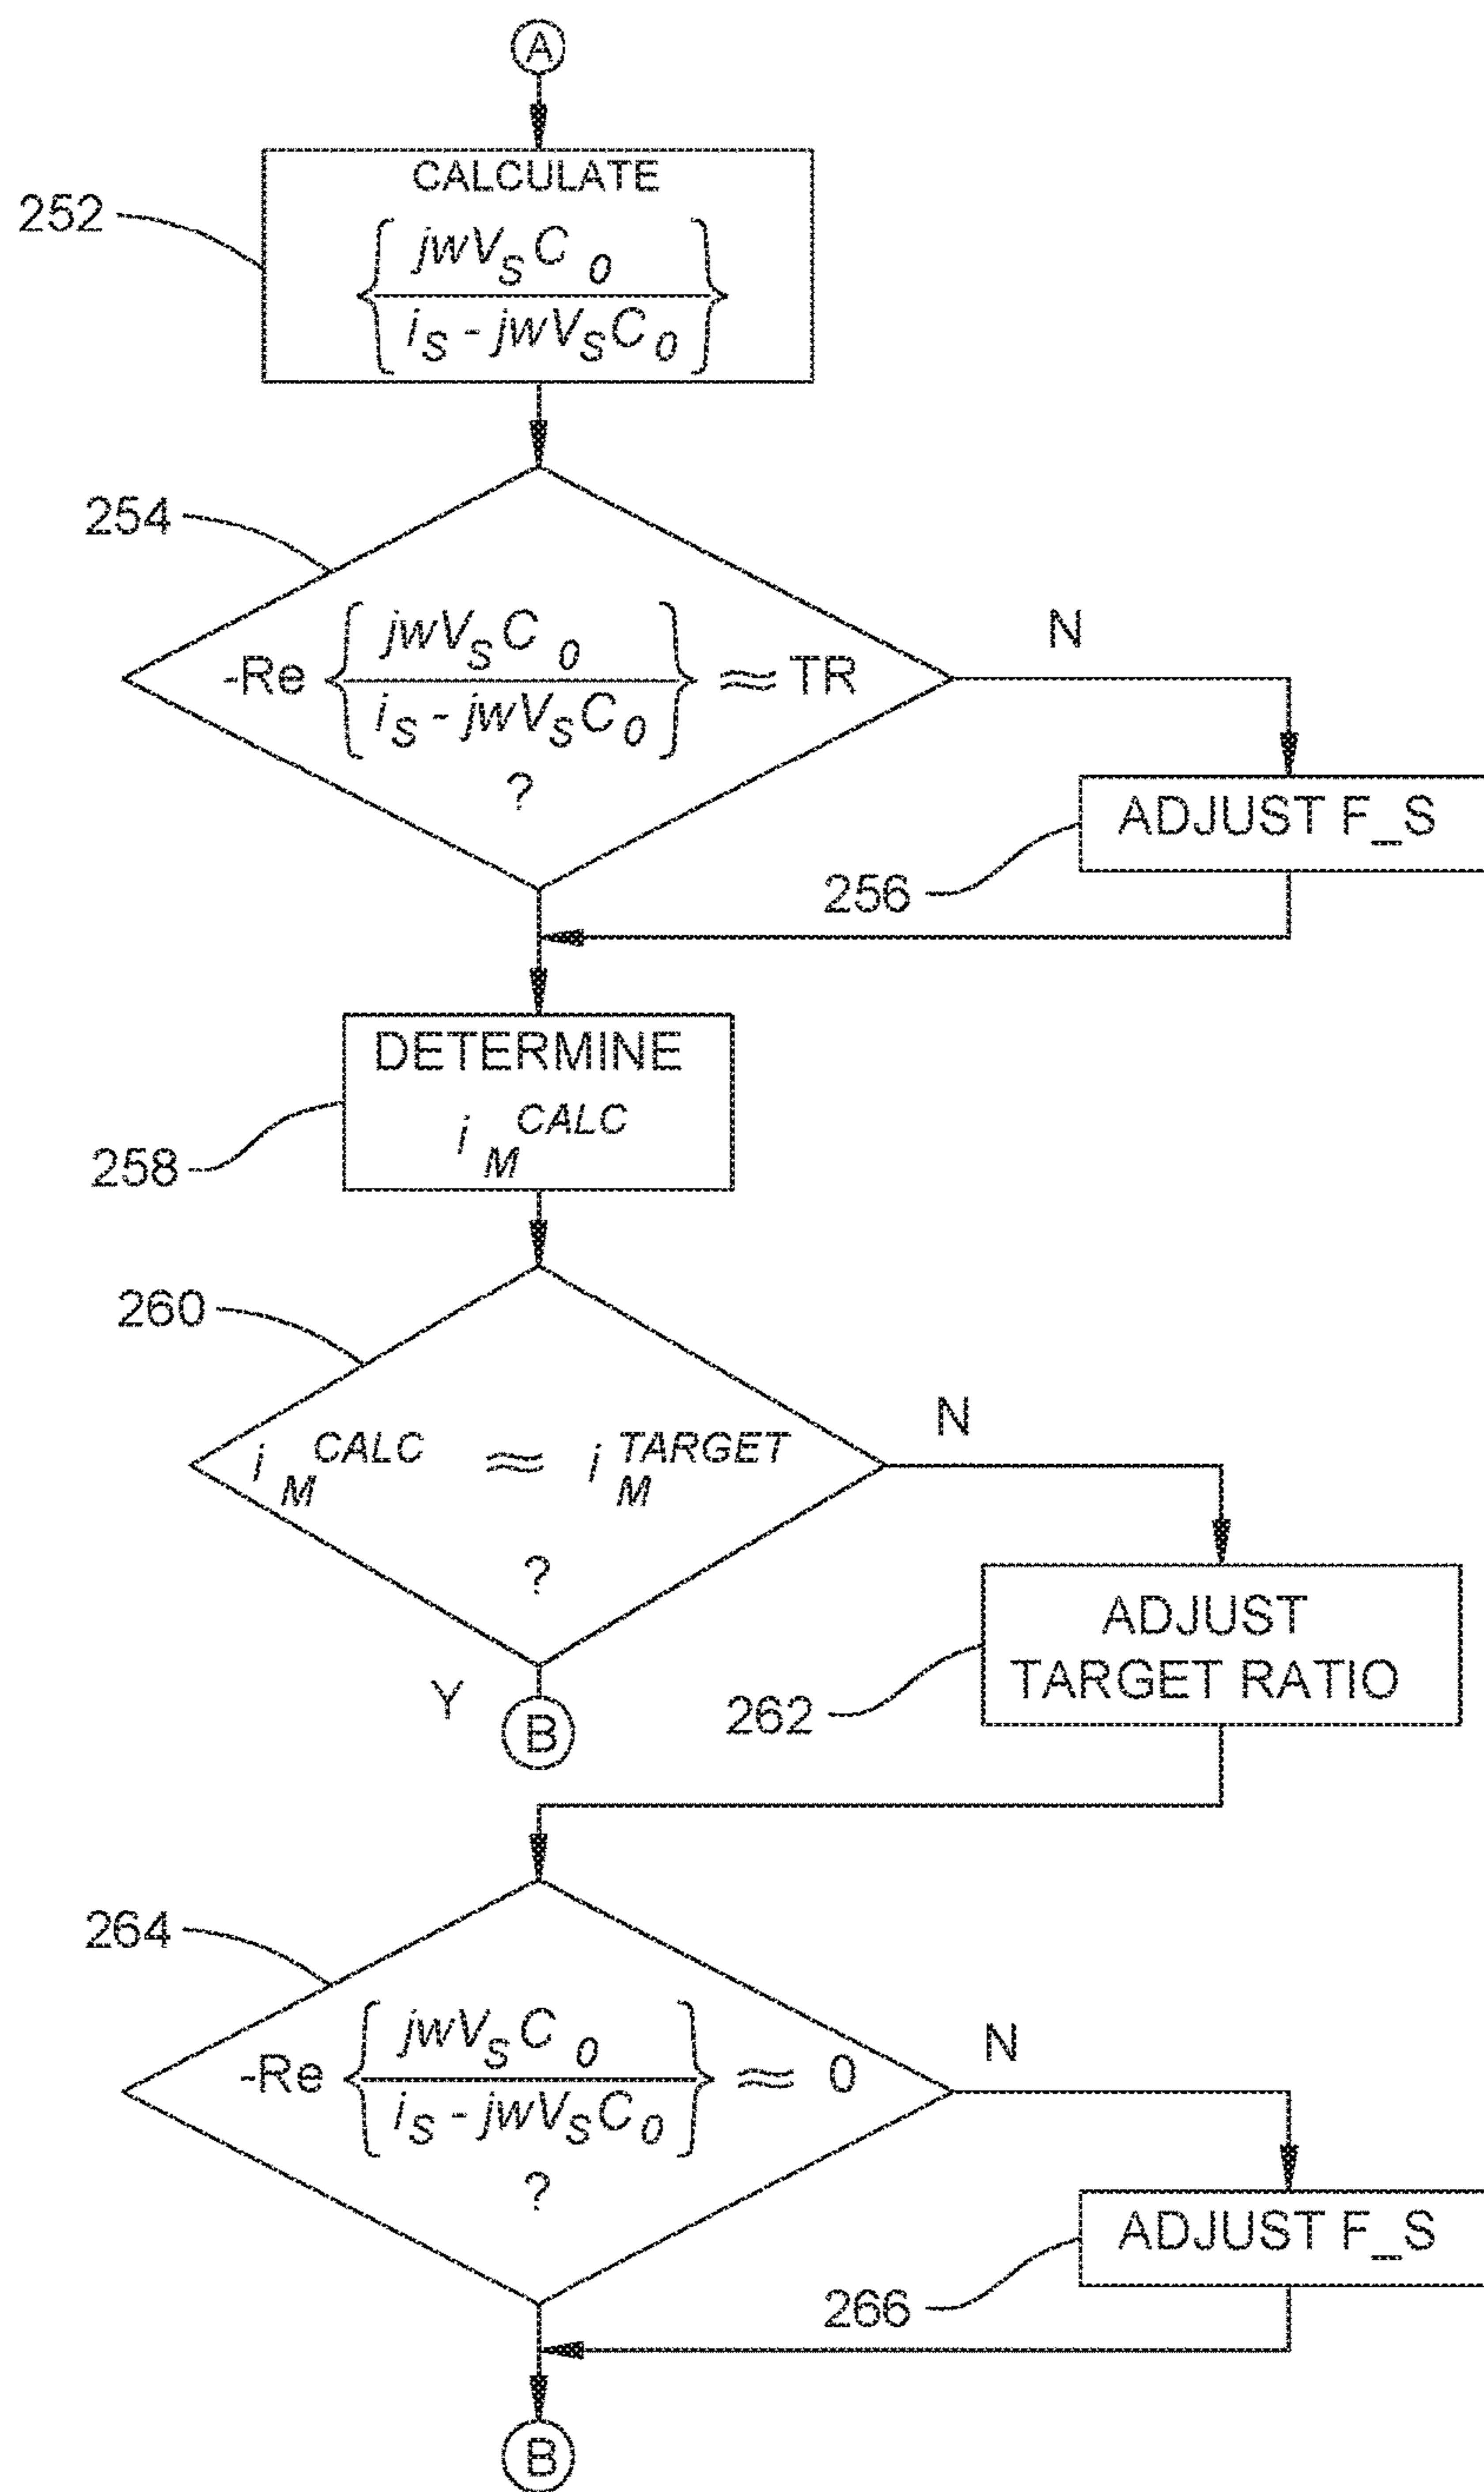 A
252
CALCULATE
{ jwV_S C_0 / i_S - jwV_S C_0 }
254
-Re { jwV_S C_0 / i_S - jwV_S C_0 } ≈ TR
?
N
ADJUST F_S
256
DETERMINE
i_M^CALC
258
260
i_M^CALC ≈ i_M^TARGET
?
N
Y
B
ADJUST
TARGET RATIO
262
264
-Re { jwV_S C_0 / i_S - jwV_S C_0 } ≈ 0
?
N
ADJUST F_S
266
B